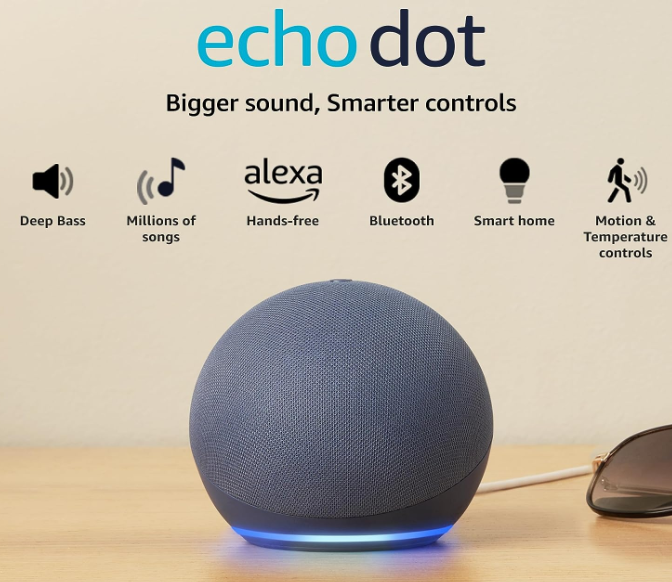 echo dot
Bigger sound, Smarter controls
alexa
Deep Bass
Millions of
songs
Hands-free
Bluetooth
Smart home
Motion &
Temperature
controls